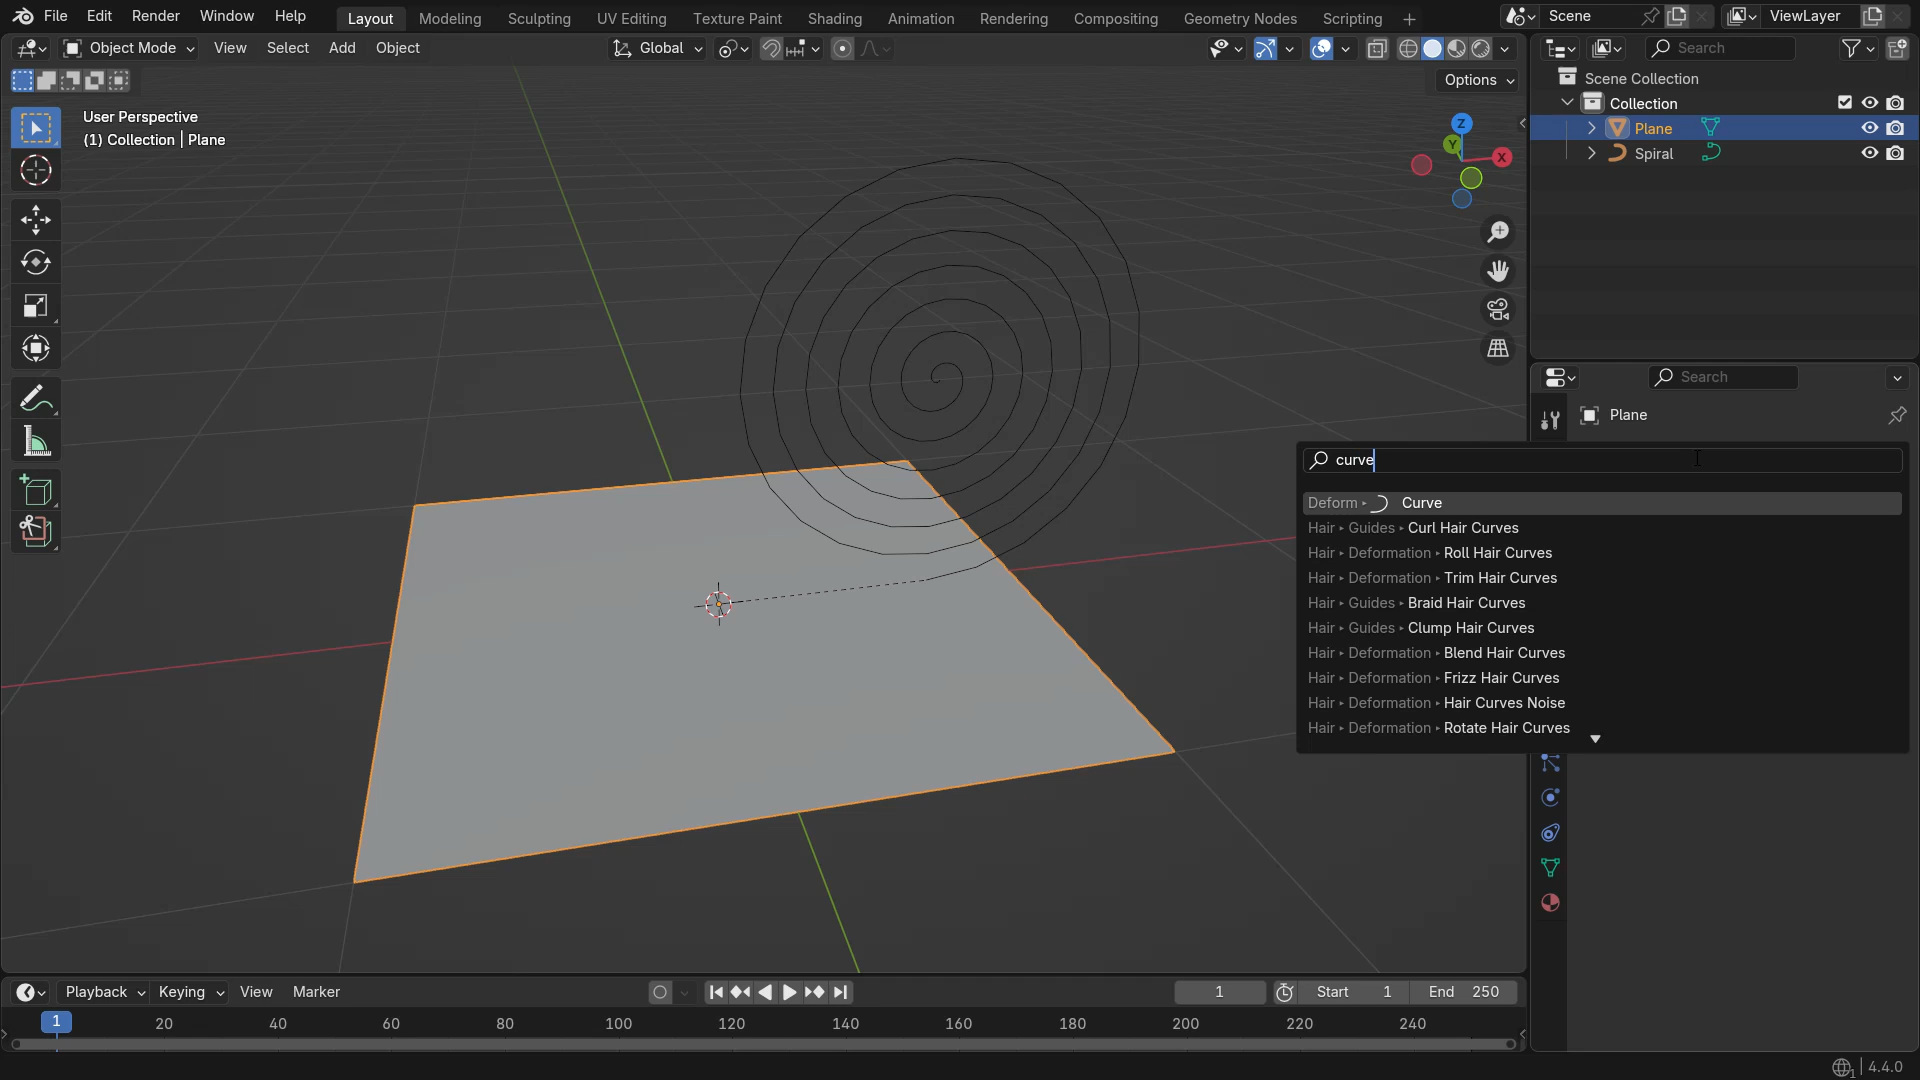 File Edit Render Window Help Layout Modeling Sculpting UV Editing Texture Paint Shading Animation Rendering Compositing Geometry Nodes Scripting + Scene ViewLayer
Object Mode View Select Add Object Global Search
Options
Scene Collection
Collection
Plane
Spiral
User Perspective
(1) Collection | Plane
Z
Y
X
Search
Plane
curve
Deform Curve
Hair Guides Curl Hair Curves
Hair Deformation Roll Hair Curves
Hair Deformation Trim Hair Curves
Hair Guides Braid Hair Curves
Hair Guides Clump Hair Curves
Hair Deformation Blend Hair Curves
Hair Deformation Frizz Hair Curves
Hair Deformation Hair Curves Noise
Hair Deformation Rotate Hair Curves
Playback Keying View Marker 1 Start 1 End 250
1 20 40 60 80 100 120 140 160 180 200 220 240
4.4.0